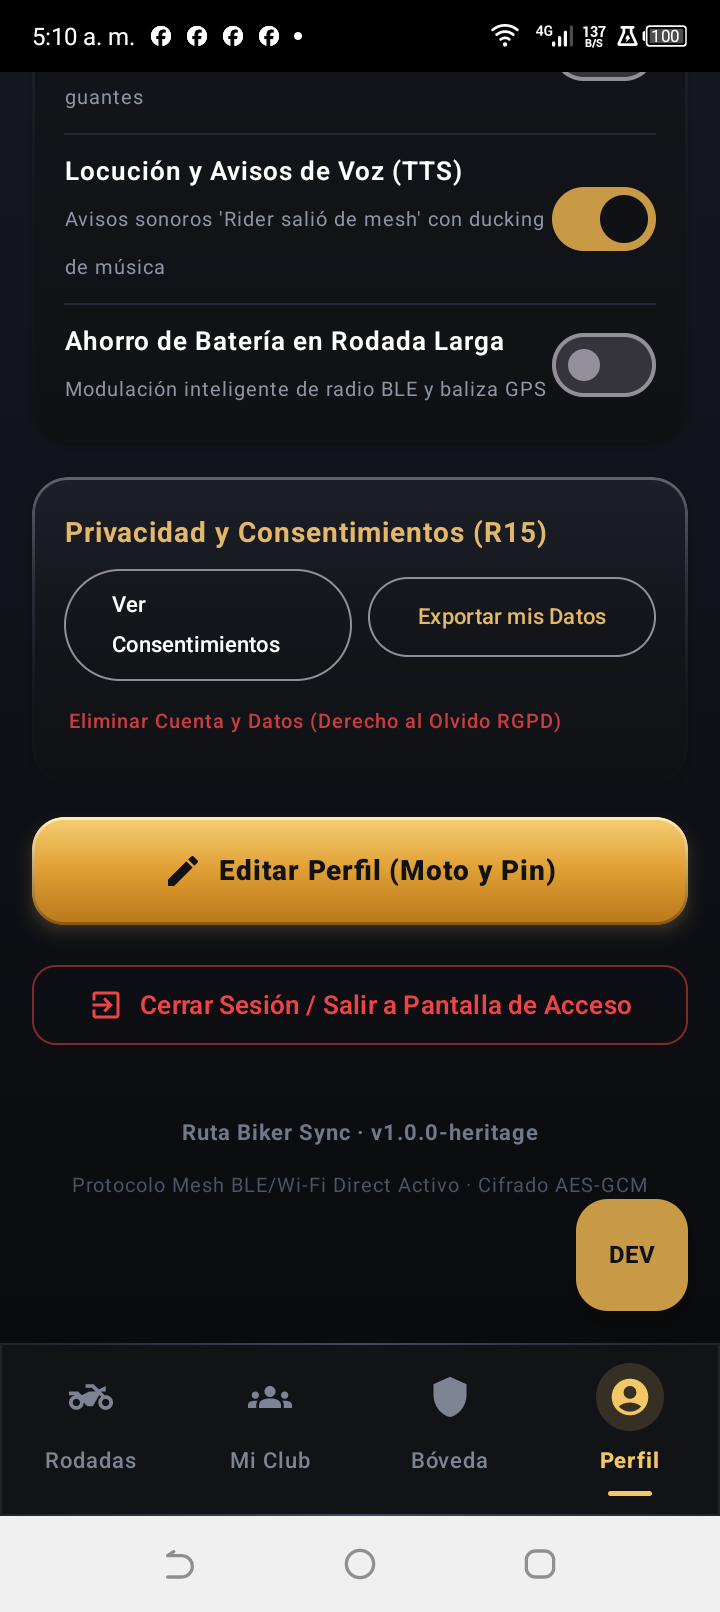 5:10 a. m.
4G
137
B/S
100
guantes
Locución y Avisos de Voz (TTS)
Avisos sonoros 'Rider salió de mesh' con ducking
de música
Ahorro de Batería en Rodada Larga
Modulación inteligente de radio BLE y baliza GPS
Privacidad y Consentimientos (R15)
Ver
Consentimientos
Exportar mis Datos
Eliminar Cuenta y Datos (Derecho al Olvido RGPD)
Editar Perfil (Moto y Pin)
Cerrar Sesión / Salir a Pantalla de Acceso
Ruta Biker Sync · v1.0.0-heritage
Protocolo Mesh BLE/Wi-Fi Direct Activo · Cifrado AES-GCM
DEV
Rodadas
Mi Club
Bóveda
Perfil